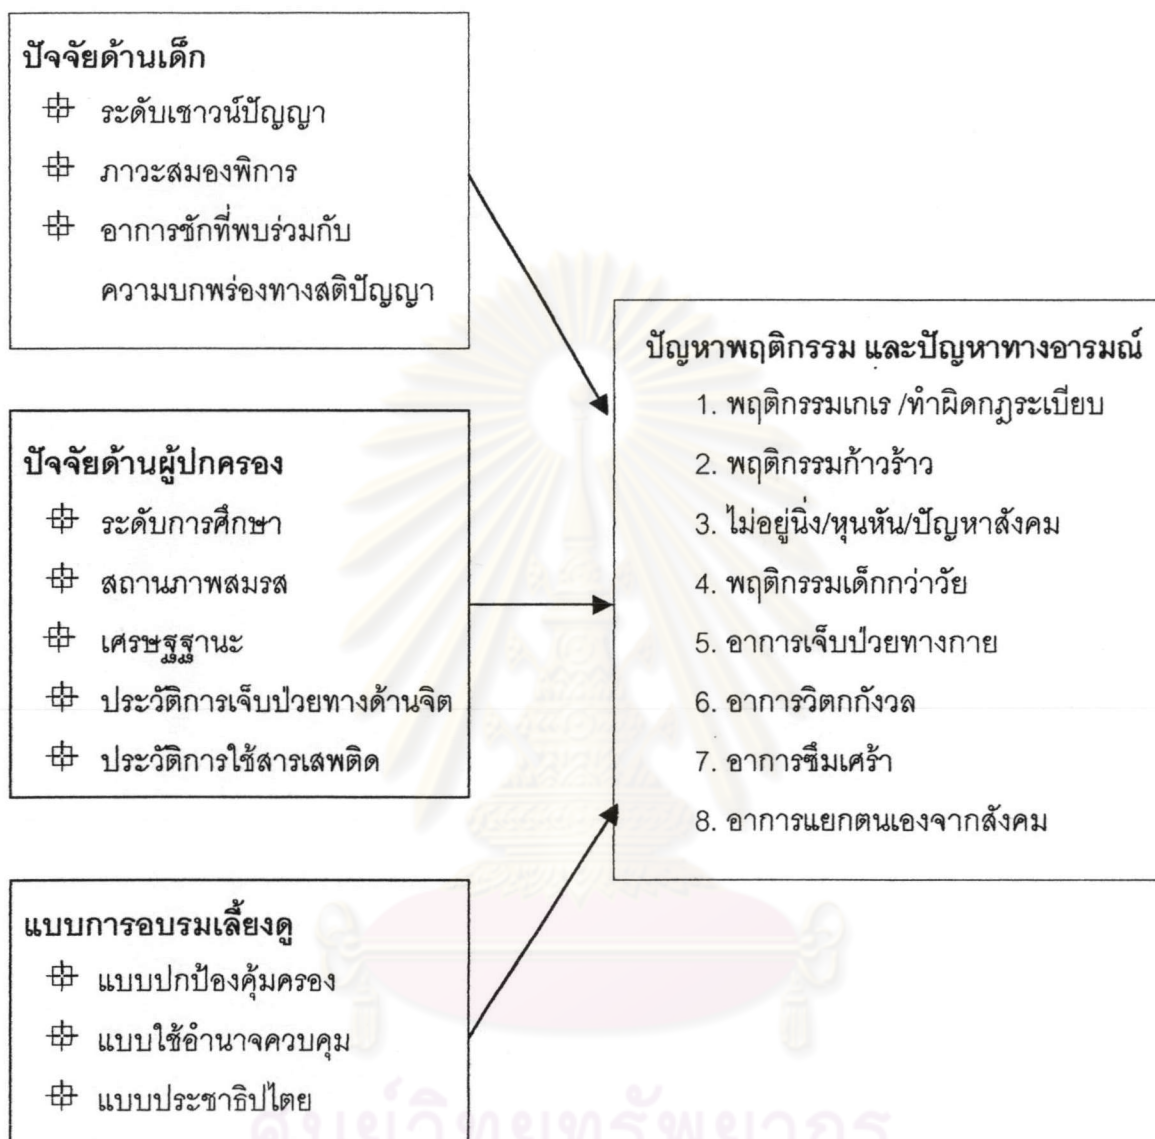 ปัจจัยด้านเด็ก
ระดับเชาวน์ปัญญา
ภาวะสมองพิการ
อาการชักที่พบร่วมกับ
ความบกพร่องทางสติปัญญา
ปัจจัยด้านผู้ปกครอง
ระดับการศึกษา
สถานภาพสมรส
เศรษฐฐานะ
ประวัติการเจ็บป่วยทางด้านจิต
ประวัติการใช้สารเสพติด
แบบการอบรมเลี้ยงดู
แบบปกป้องคุ้มครอง
แบบใช้อำนาจควบคุม
แบบประชาธิปไตย
ปัญหาพฤติกรรม และปัญหาทางอารมณ์
1. พฤติกรรมเกเร /ทำผิดกฎระเบียบ
2. พฤติกรรมก้าวร้าว
3. ไม่อยู่นิ่ง/หุนหัน/ปัญหาสังคม
4. พฤติกรรมเด็กกว่าวัย
5. อาการเจ็บป่วยทางกาย
6. อาการวิตกกังวล
7. อาการซึมเศร้า
8. อาการแยกตนเองจากสังคม
ศูนย์วิทยทรัพยากร